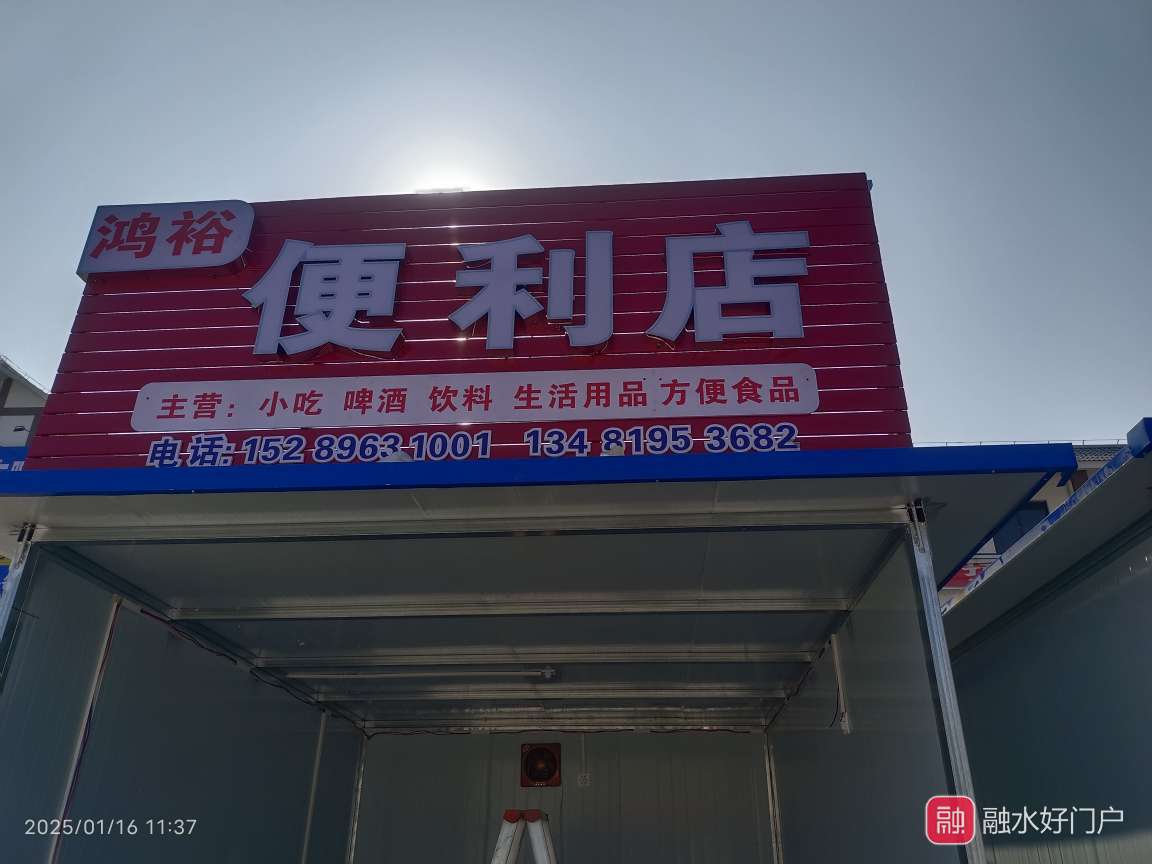 鸿裕
便利店
主营：小吃 啤酒 饮料 生活用品 方便食品
电话:152 8963 1001 134 8195 3682
2025/01/16 11:37
融 融水好门户